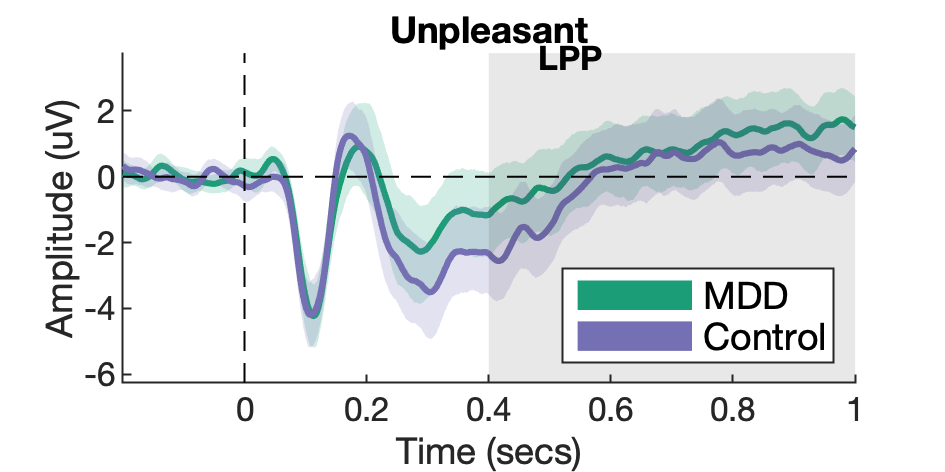 Unpleasant
LPP
Amplitude (uV)
2
0
-2
-4
-6
MDD
Control
0 0.2 0.4 0.6 0.8 1
Time (secs)